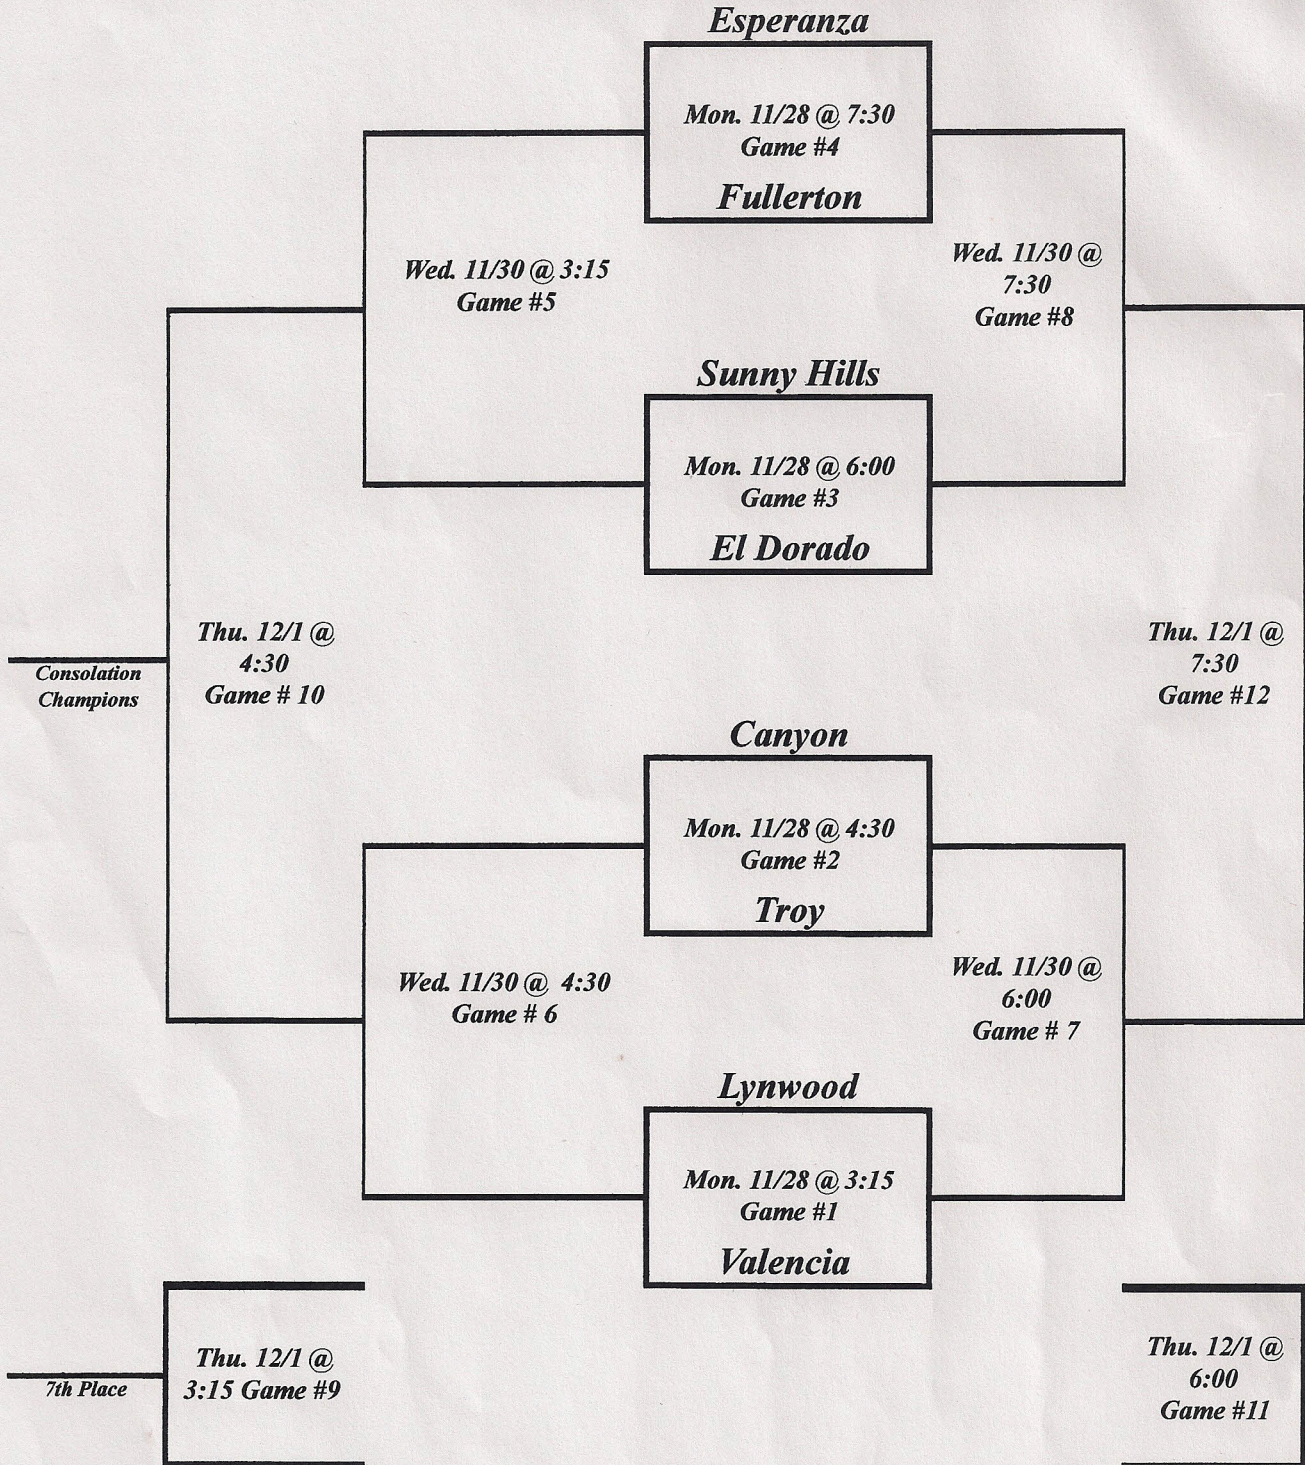 Esperanza
Mon. 11/28 @ 7:30
Game #4
Fullerton
Wed. 11/30 @ 3:15
Game #5
Wed. 11/30 @
7:30
Game #8
Sunny Hills
Mon. 11/28 @ 6:00
Game #3
El Dorado
Thu. 12/1 @
4:30
Game # 10
Consolation
Champions
Thu. 12/1 @
7:30
Game #12
Canyon
Mon. 11/28 @ 4:30
Game #2
Troy
Wed. 11/30 @ 4:30
Game # 6
Wed. 11/30 @
6:00
Game # 7
Lynwood
Mon. 11/28 @ 3:15
Game #1
Valencia
Thu. 12/1 @
3:15 Game #9
7th Place
Thu. 12/1 @
6:00
Game #11